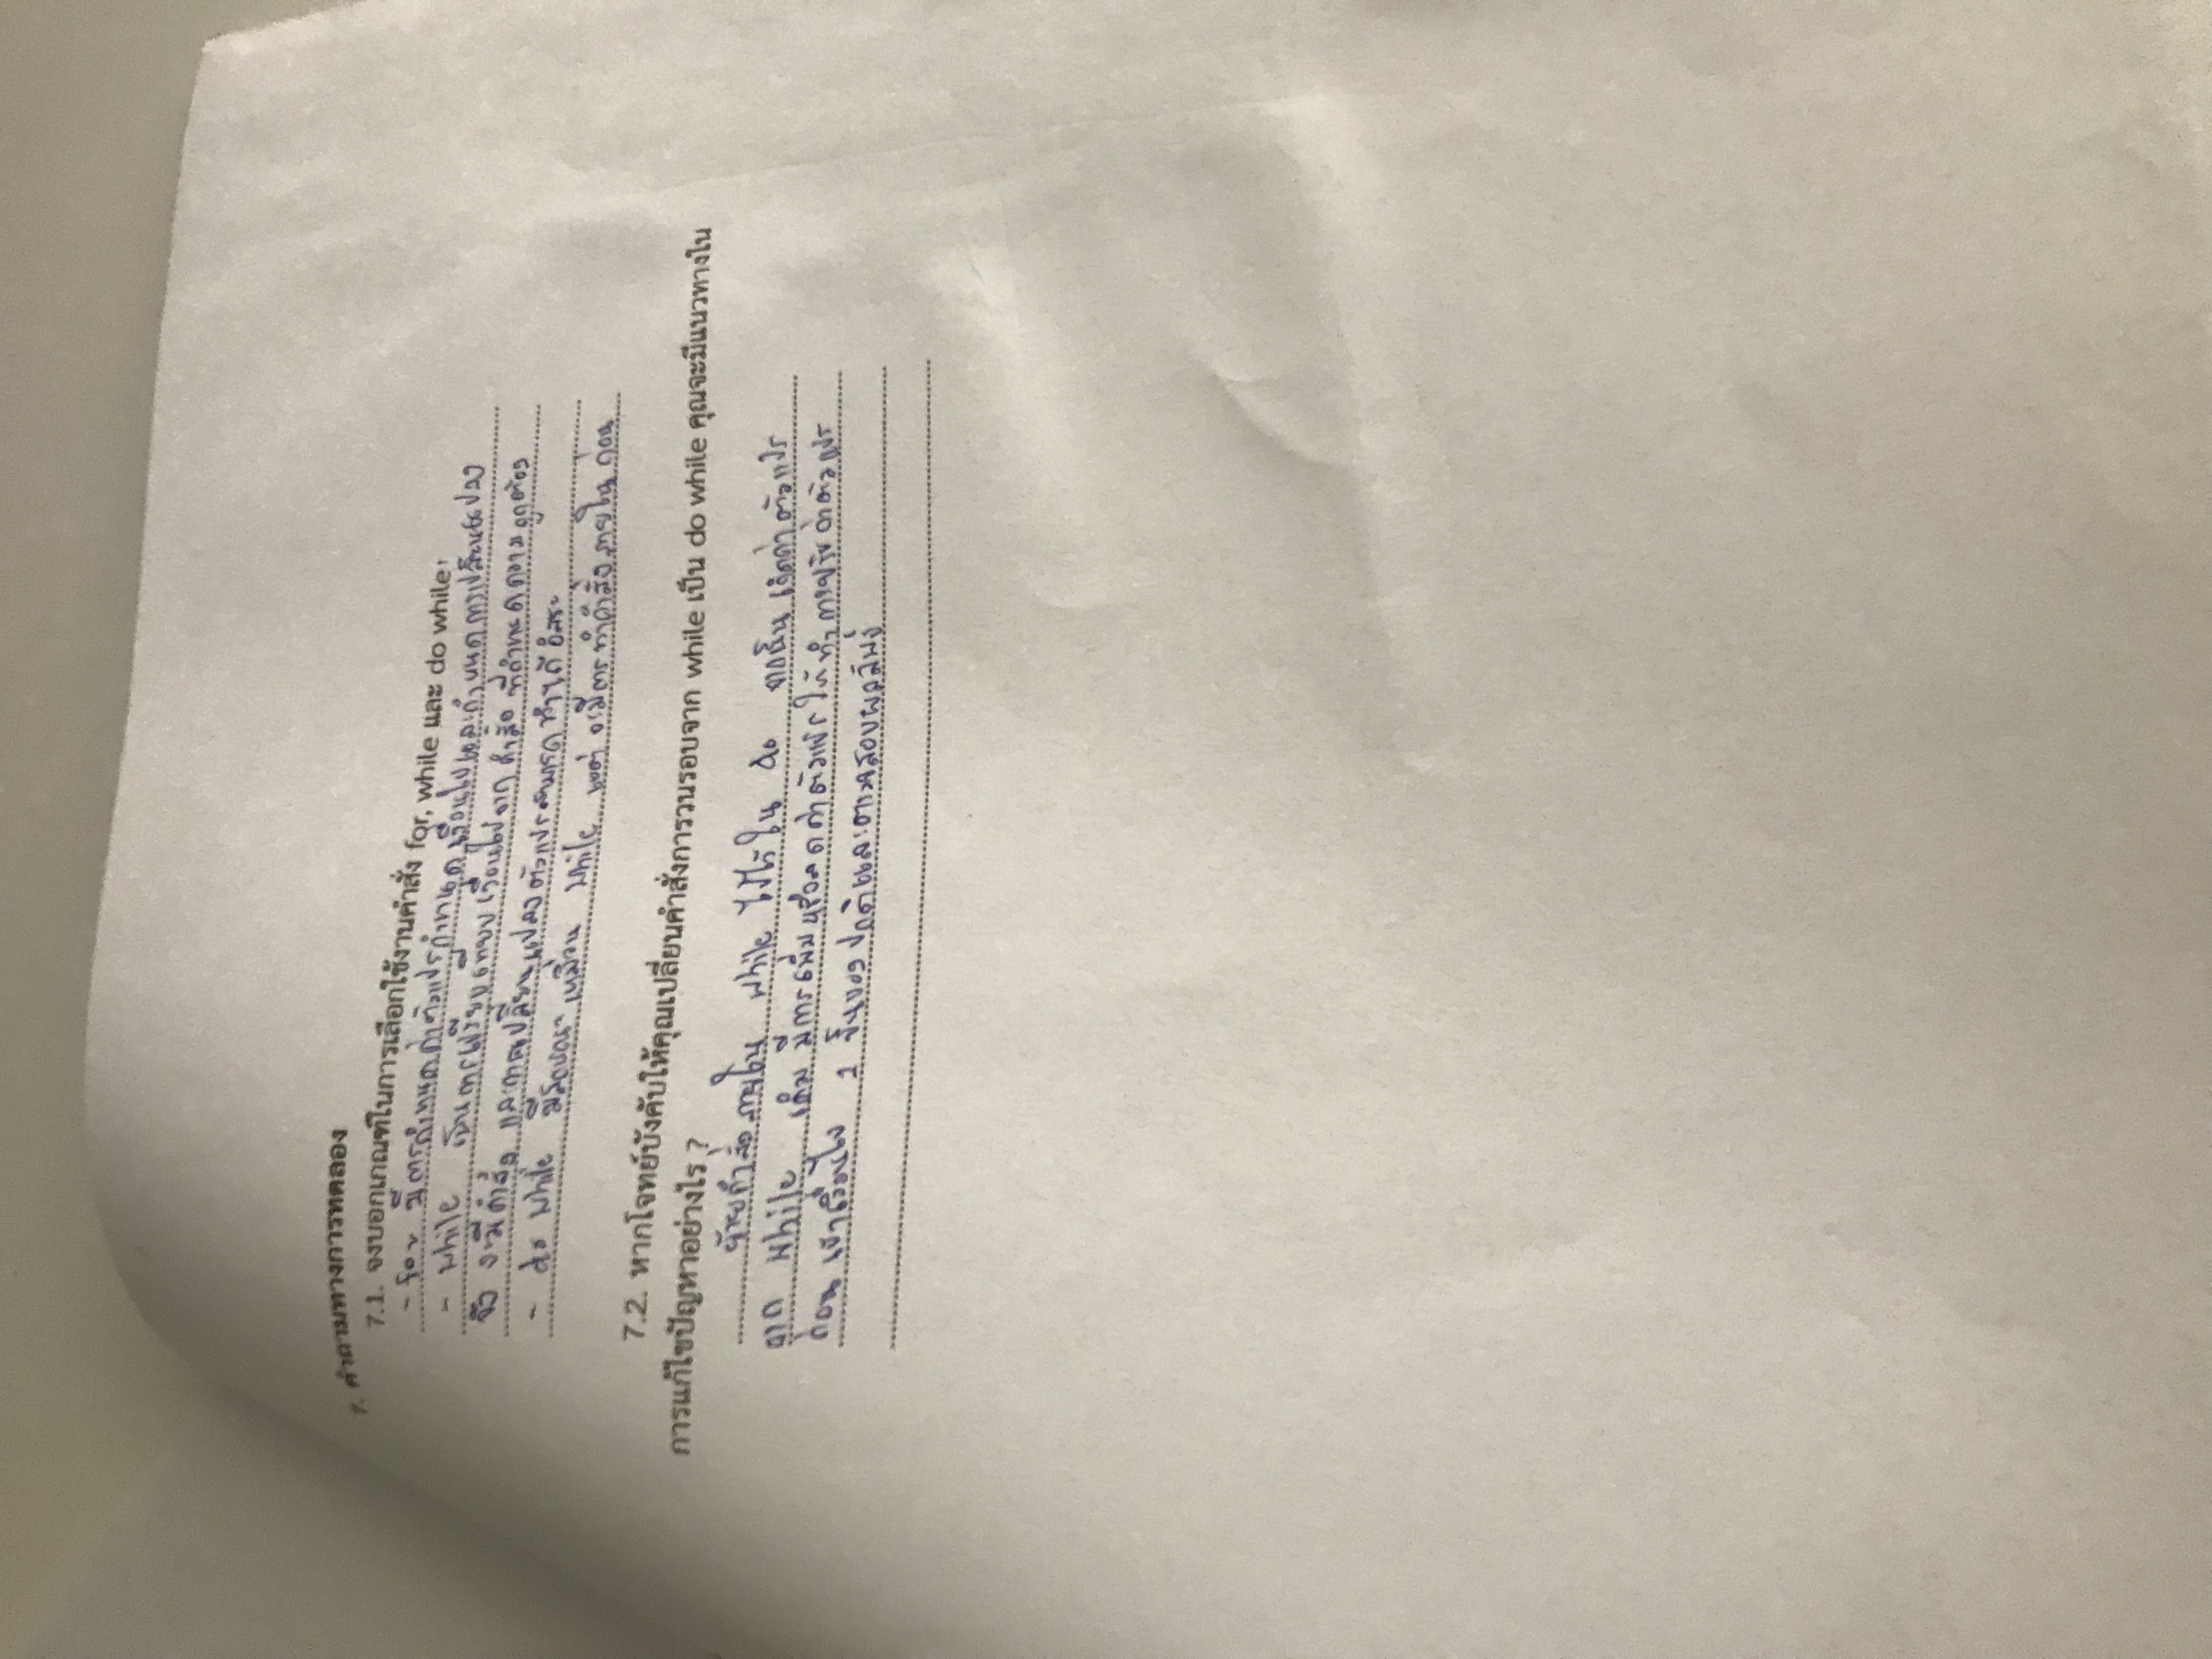 7. คำถามทางการทดลอง
7.1. จงบอกเกณฑ์ในการเลือกใช้งานคำสั่ง for, while และ do while
- for มีการกำหนดค่าตัวแปรกำหนดเงื่อนไขและกำหนดการเปลี่ยนแปลง
- while เป็นการเปรียบเทียบเงื่อนไขจาก คำสั่ง ที่กำหนดความถูกต้อง
จึง จะมีคำสั่ง และการเปลี่ยนแปลงตัวแปรสามารถทำได้อิสระ
- do while มีลักษณะเหมือน while แต่ จะมีการทำคำสั่งภายใน ก่อน
7.2. หากโจทย์บังคับให้คุณเปลี่ยนคำสั่งการวนรอบจาก while เป็น do while คุณจะมีแนวทางใน
การแก้ไขปัญหาอย่างไร ?
ย้ายคำสั่งภายใน while ไปไว้ใน do จากนั้น ค่าตัวแปร
จาก while เดิม มีการเพิ่มหรือลดค่าตัวแปร ให้ทำการปรับค่าตัวแปร
ก่อน เข้าเงื่อนไข 1 ขั้นของปกติและตรวจสอบผลลัพธ์